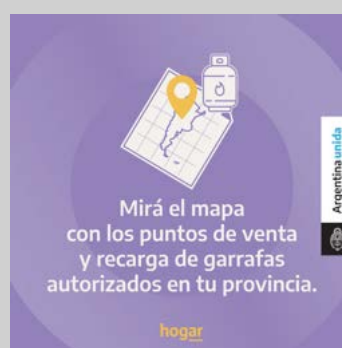 Mirá el mapa
con los puntos de venta
y recarga de garrafas
autorizados en tu provincia.
hogar
Argentina unida